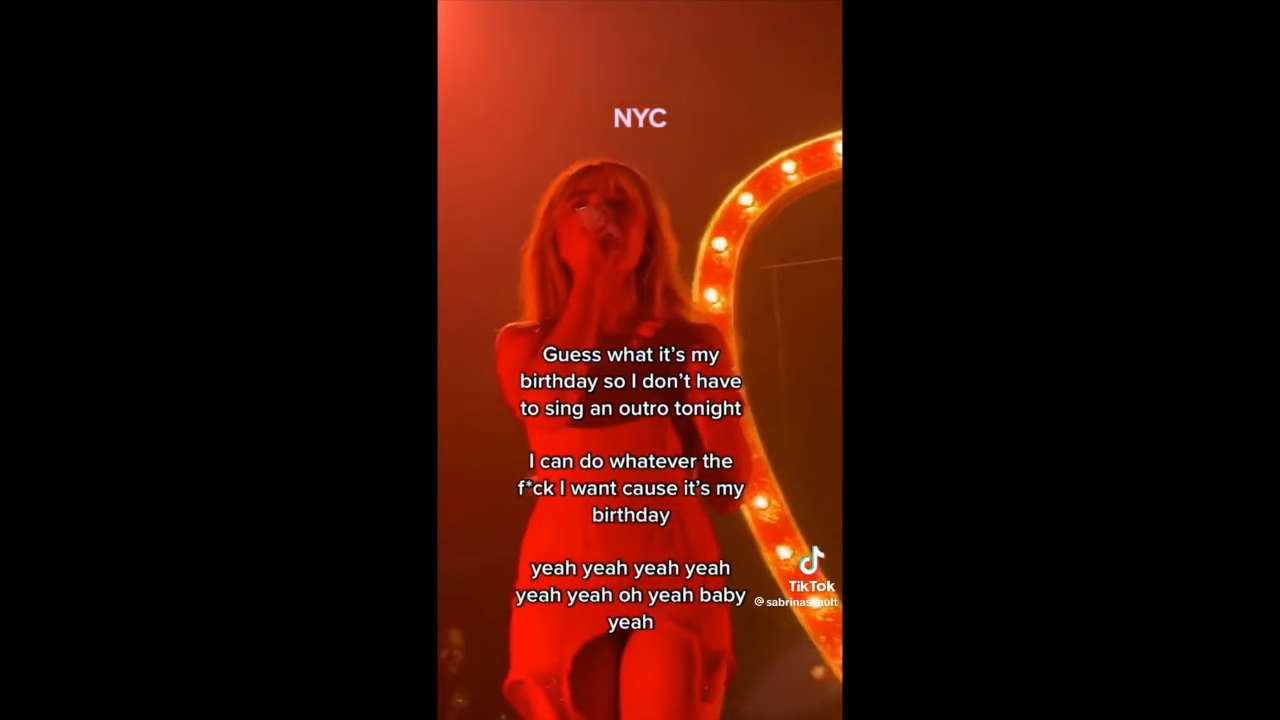 NYC
Guess what it's my
birthday so I don't have
to sing an outro tonight
I can do whatever the
f*ck I want cause it's my
birthday
yeah yeah yeah yeah
yeah yeah oh yeah baby
yeah
TikTok